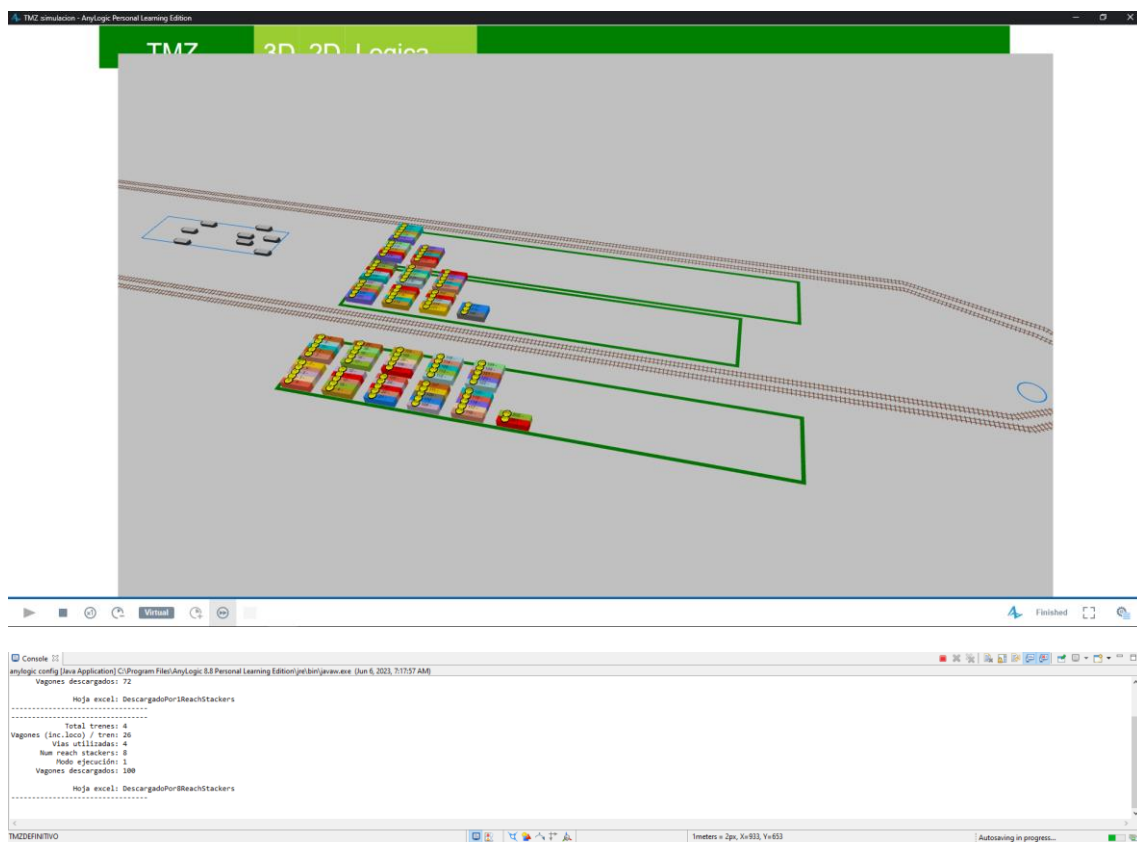 TMZ simulacion - AnyLogic Personal Learning Edition
TMZ 3D 2D Logica
x1 Virtual Finished
Console
anylogic config [Java Application] C:\Program Files\AnyLogic 8.8 Personal Learning Edition\jre\bin\javaw.exe (Jun 6, 2023, 7:17:57 AM)
Vagones descargados: 72
Hoja excel: DescargadoPor1ReachStackers
---------------------------------
---------------------------------
Total trenes: 4
Vagones (inc.loco) / tren: 26
Vias utilizadas: 4
Num reach stackers: 8
Modo ejecución: 1
Vagones descargados: 100
Hoja excel: DescargadoPor8ReachStackers
---------------------------------
TMZDEFINITIVO 1meters = 2px, X=933, Y=653 Autosaving in progress...